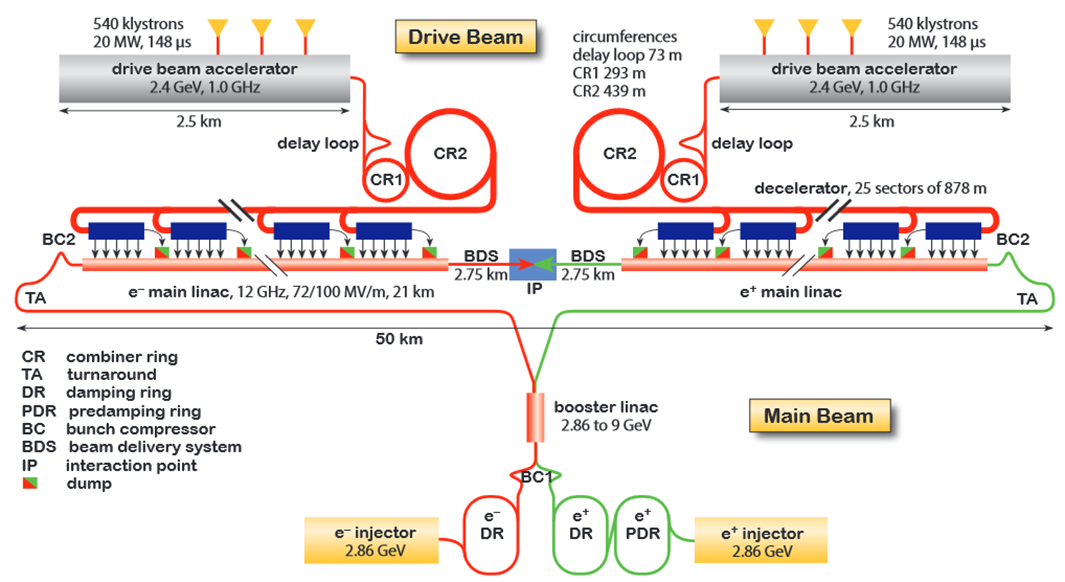 540 klystrons
20 MW, 148 µs
Drive Beam
circumferences
delay loop 73 m
CR1 293 m
CR2 439 m
540 klystrons
20 MW, 148 µs
drive beam accelerator
2.4 GeV, 1.0 GHz
drive beam accelerator
2.4 GeV, 1.0 GHz
2.5 km
2.5 km
delay loop
CR1
CR2
CR2
CR1
delay loop
decelerator, 25 sectors of 878 m
BC2
BC2
BDS
2.75 km
BDS
2.75 km
IP
TA
e⁻ main linac, 12 GHz, 72/100 MV/m, 21 km
e⁺ main linac
TA
50 km
CR combiner ring
TA turnaround
DR damping ring
PDR predamping ring
BC bunch compressor
BDS beam delivery system
IP interaction point
dump
booster linac
2.86 to 9 GeV
Main Beam
BC1
e⁻ injector
2.86 GeV
e⁻
DR
e⁺
DR
e⁺
PDR
e⁺ injector
2.86 GeV